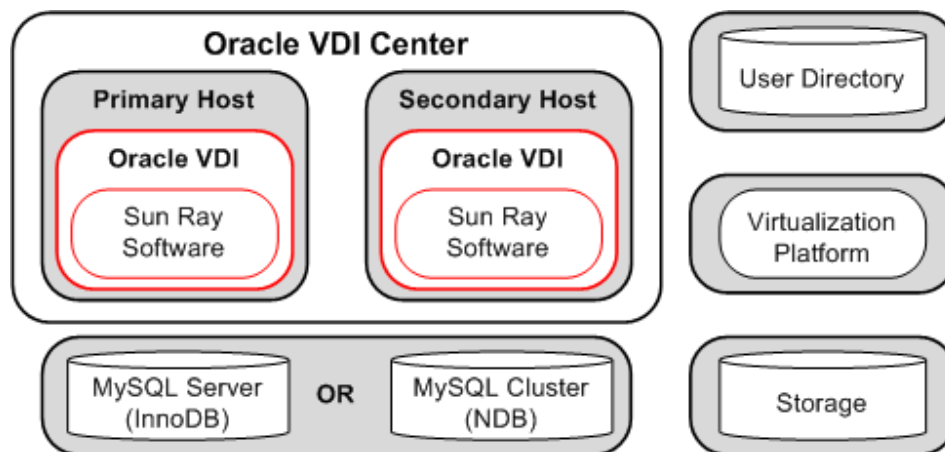 Oracle VDI Center
Primary Host
Oracle VDI
Sun Ray
Software
Secondary Host
Oracle VDI
Sun Ray
Software
MySQL Server
(InnoDB)
OR
MySQL Cluster
(NDB)
User Directory
Virtualization
Platform
Storage